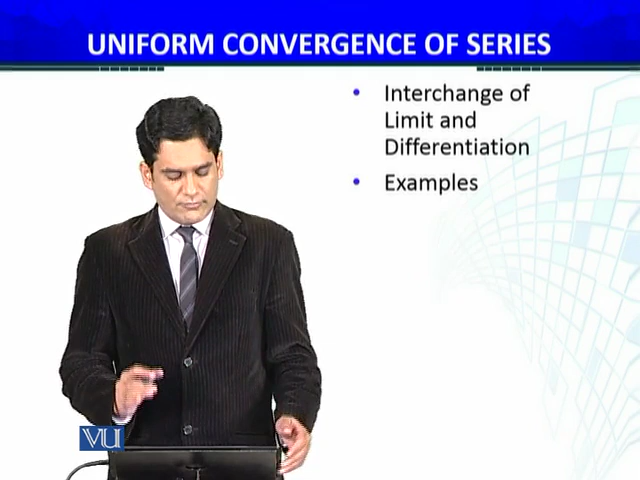 UNIFORM CONVERGENCE OF SERIES
• Interchange of
Limit and
Differentiation
• Examples
VU